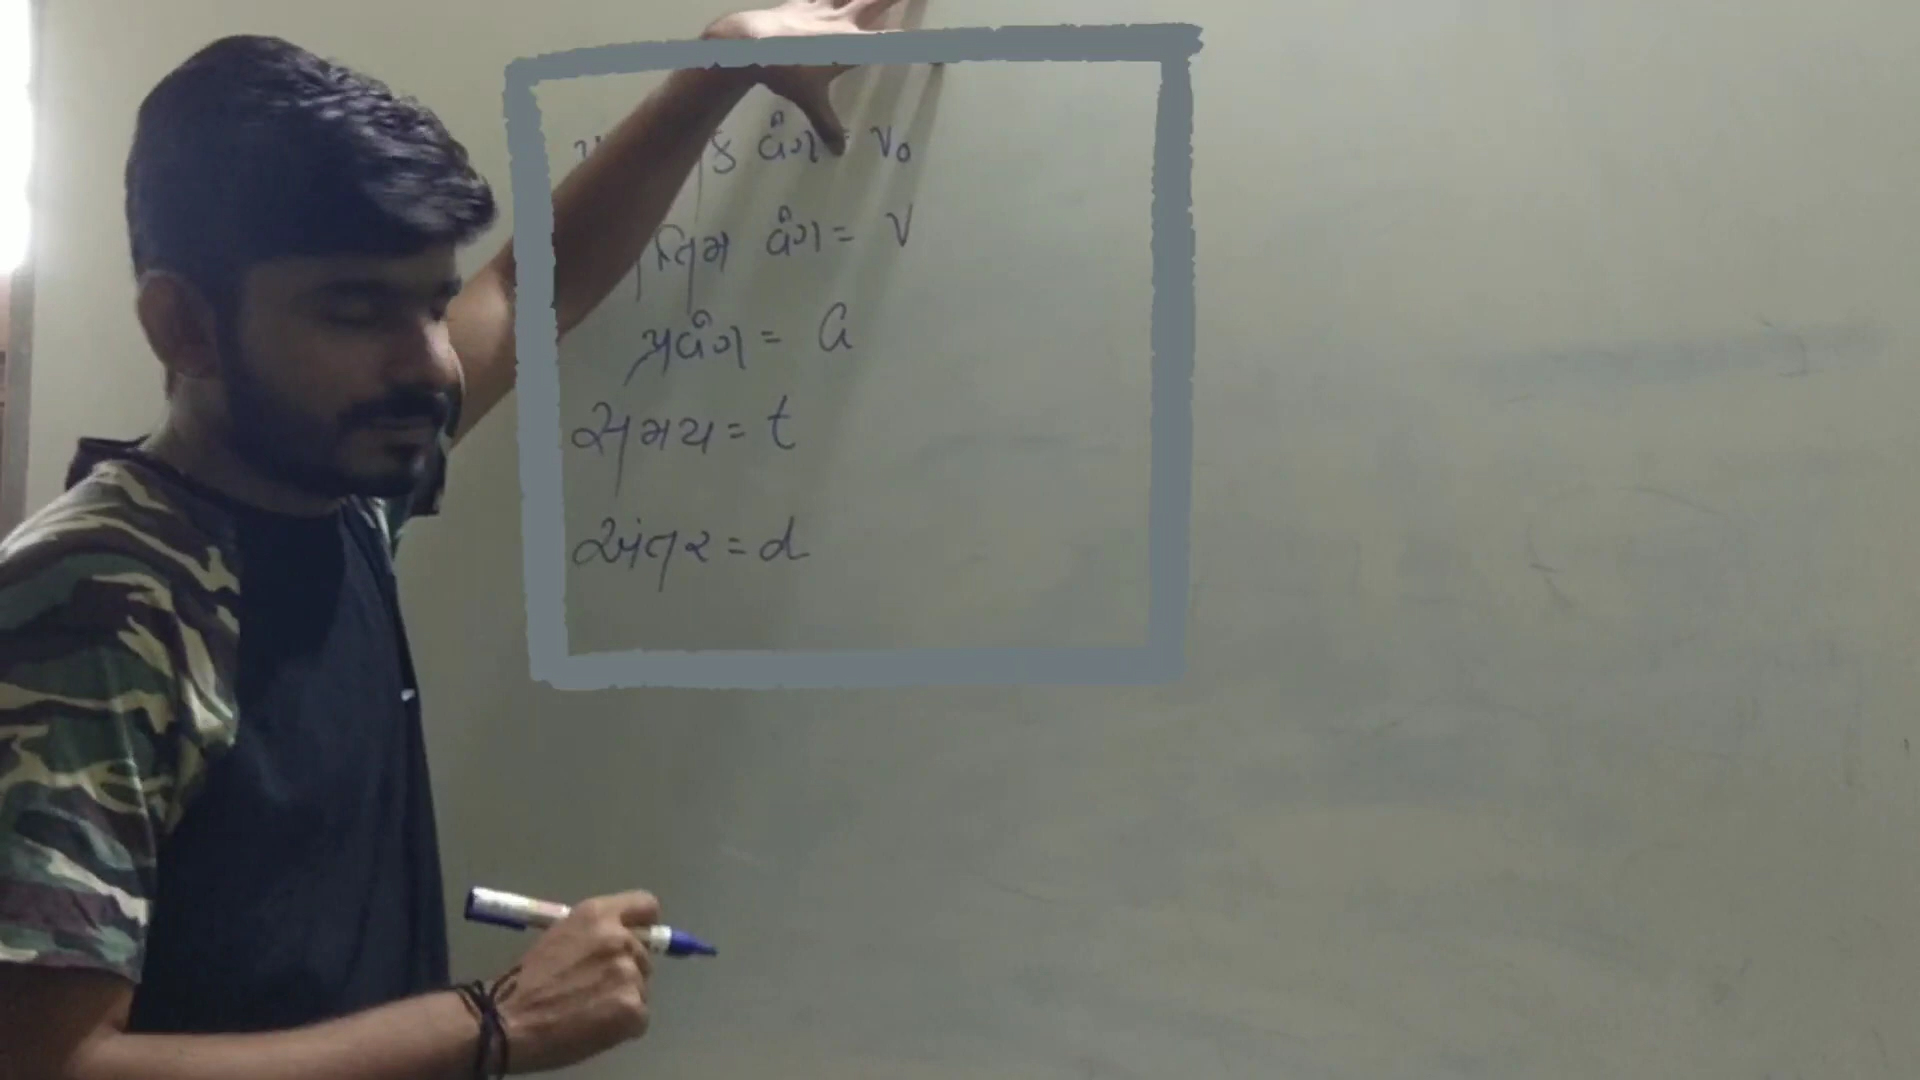 વેગ = v₀
વેગ = v
પ્રવેગ = a
સમય = t
અંતર = d